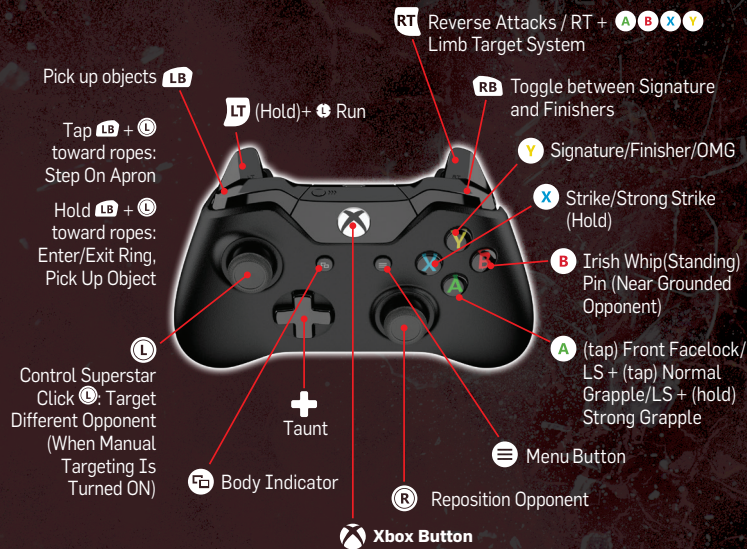 RT Reverse Attacks / RT + A B X Y
Limb Target System
Pick up objects LB
LT (Hold)+ L Run
RB Toggle between Signature
and Finishers
Tap LB + L
toward ropes:
Step On Apron
Y Signature/Finisher/OMG
X Strike/Strong Strike
(Hold)
Hold LB + L
toward ropes:
Enter/Exit Ring,
Pick Up Object
Y
X
B
A
B Irish Whip(Standing)
Pin (Near Grounded
Opponent)
L
Control Superstar
Click L: Target
Different Opponent
(When Manual
Targeting Is
Turned ON)
A (tap) Front Facelock/
LS + (tap) Normal
Grapple/LS + (hold)
Strong Grapple
Taunt
Menu Button
Body Indicator
R Reposition Opponent
Xbox Button